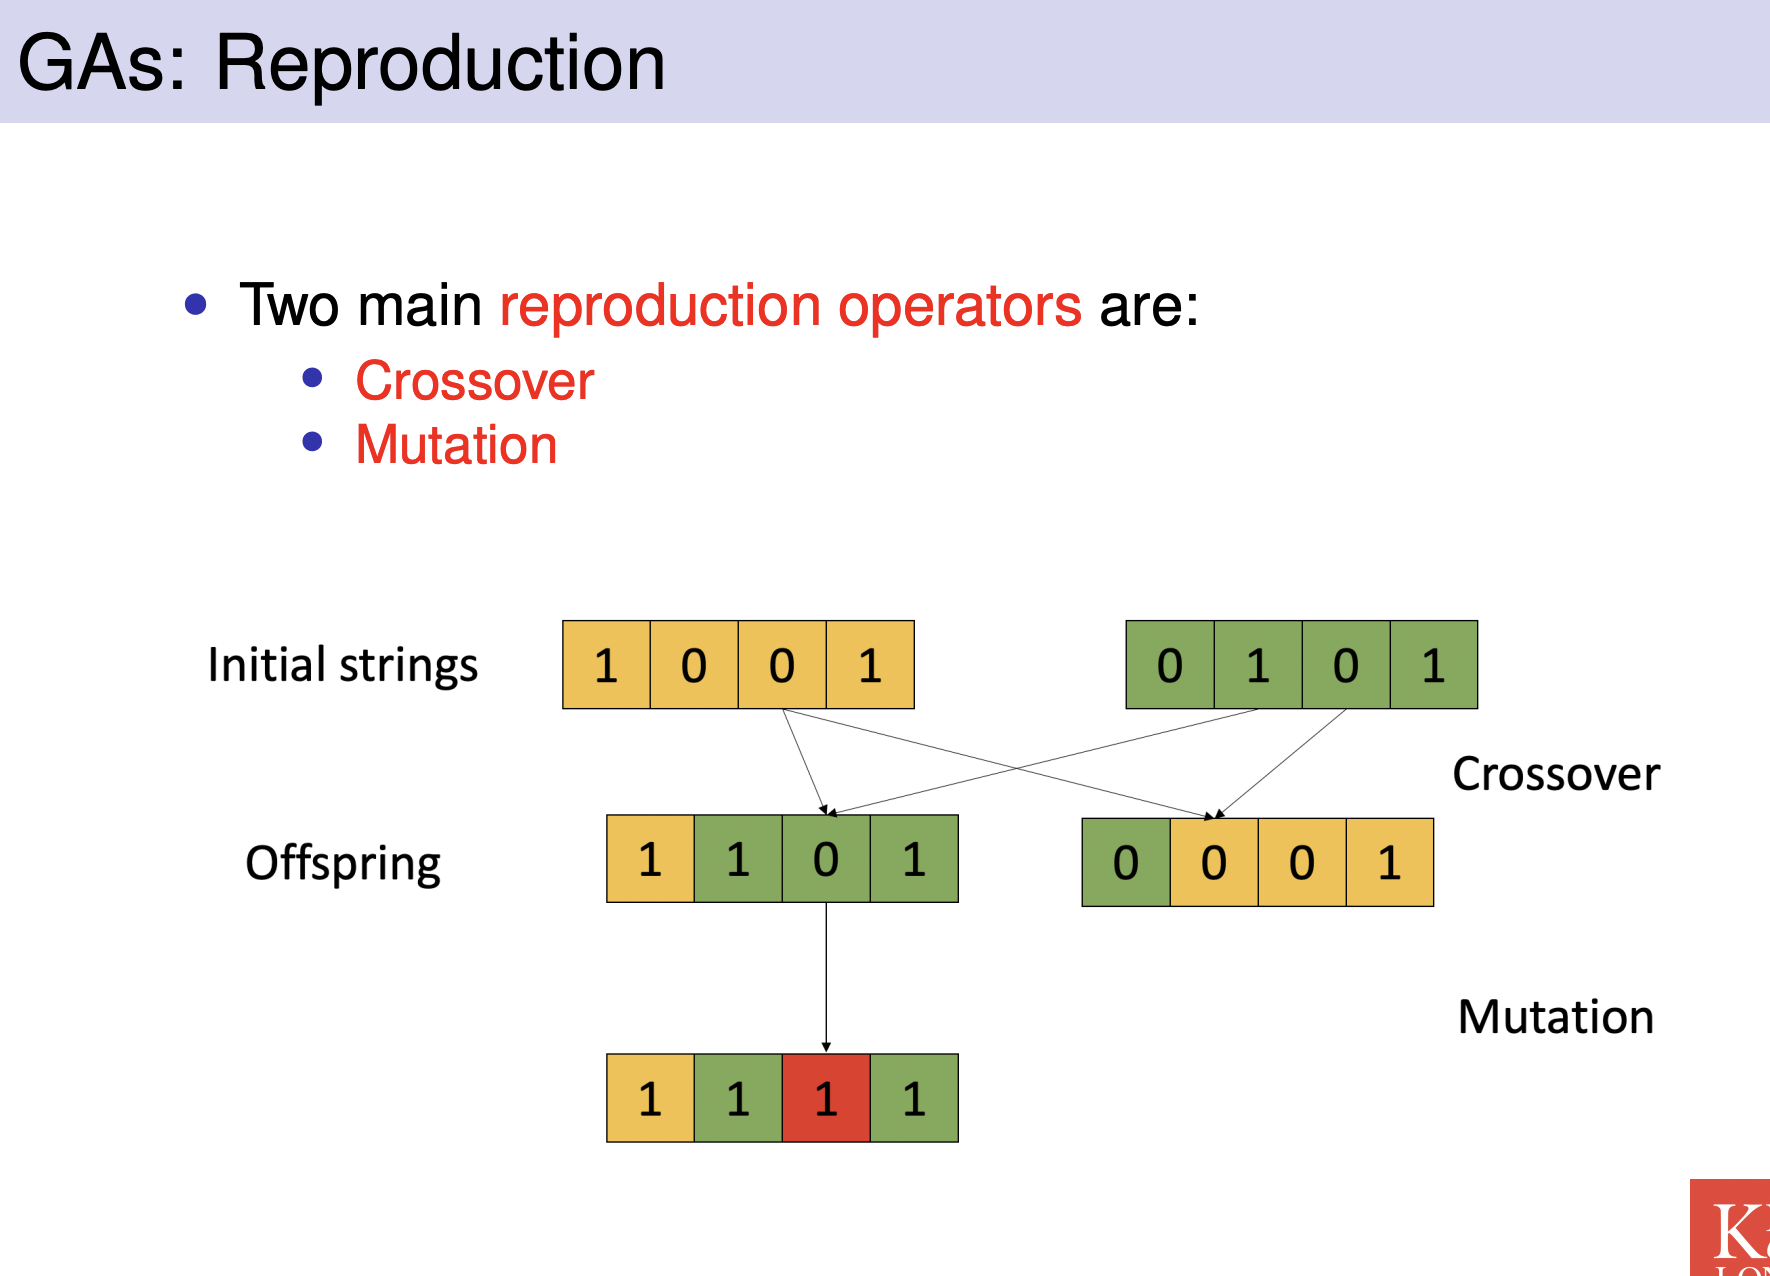 GAs: Reproduction
• Two main reproduction operators are:
• Crossover
• Mutation
Initial strings 1 0 0 1 0 1 0 1
Crossover
Offspring 1 1 0 1 0 0 0 1
Mutation
1 1 1 1
K